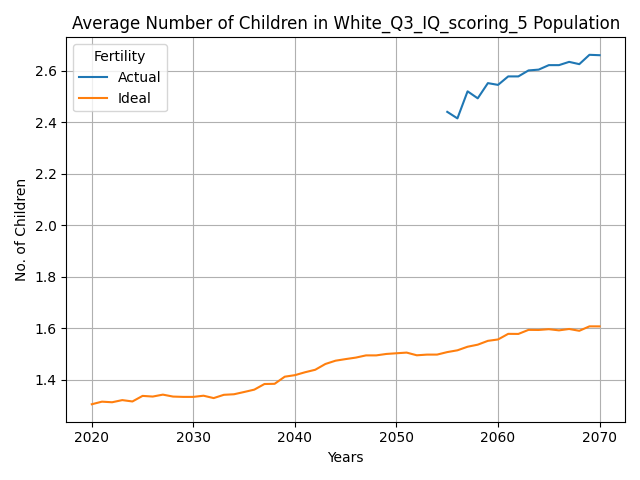 Average Number of Children in White_Q3_IQ_scoring_5 Population
Fertility
Actual
Ideal
No. of Children
2.6
2.4
2.2
2.0
1.8
1.6
1.4
2020 2030 2040 2050 2060 2070
Years